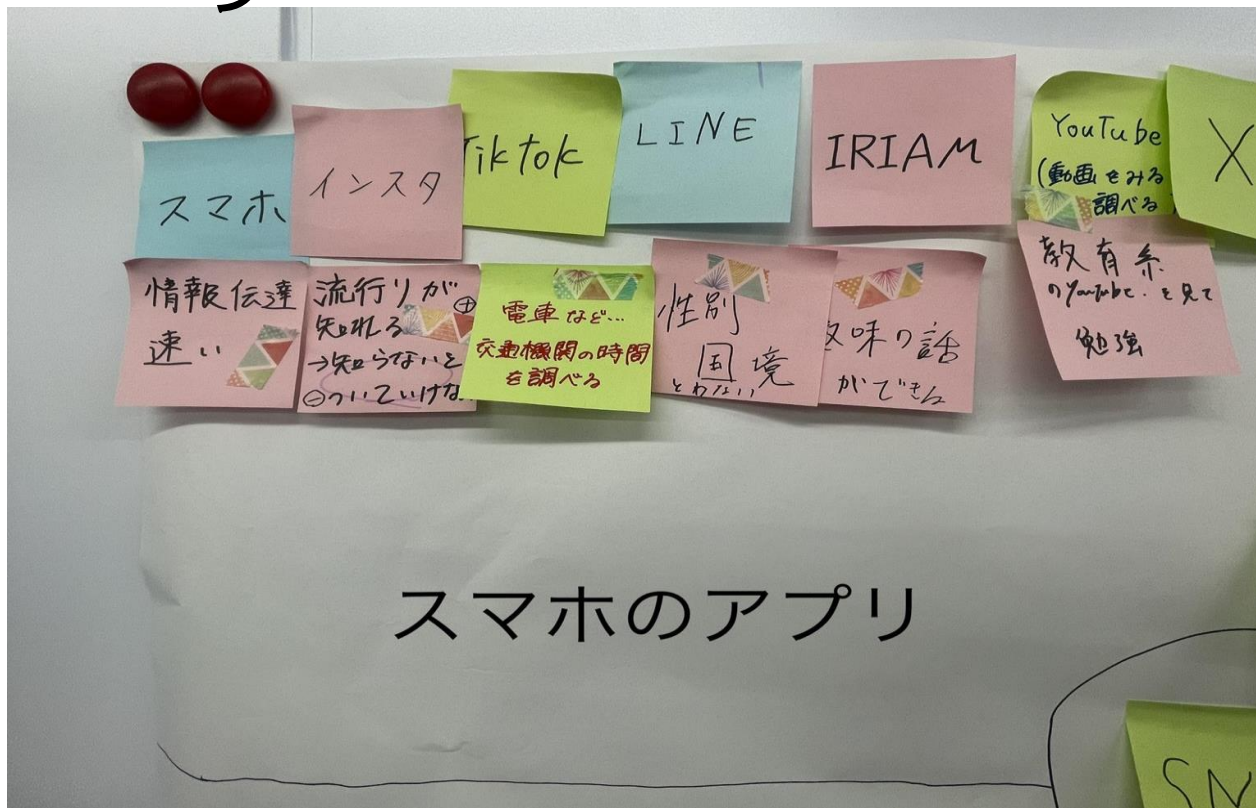 スマホ
インスタ
Tiktok
LINE
IRIAM
YouTube
(動画をみる
調べる
X
情報伝達
速い
流行りが
⊕
知れる
→知らないと
⊖ついていけな
電車など…
交通機関の時間
を調べる
性別
国境
とわない
味の話
ができる
教育系
のYouTubeを見て
勉強
スマホのアプリ
SN